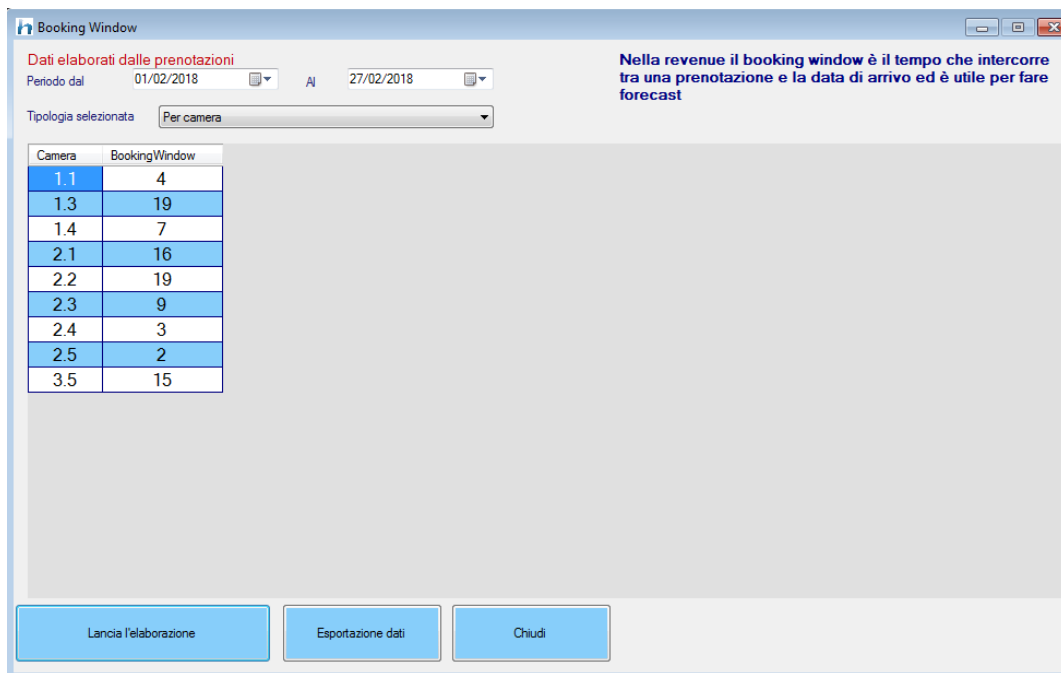 Booking Window
Dati elaborati dalle prenotazioni
Periodo dal 01/02/2018 Al 27/02/2018
Tipologia selezionata Per camera
Nella revenue il booking window è il tempo che intercorre
tra una prenotazione e la data di arrivo ed è utile per fare
forecast
Camera BookingWindow
1.1 4
1.3 19
1.4 7
2.1 16
2.2 19
2.3 9
2.4 3
2.5 2
3.5 15
Lancia l'elaborazione Esportazione dati Chiudi